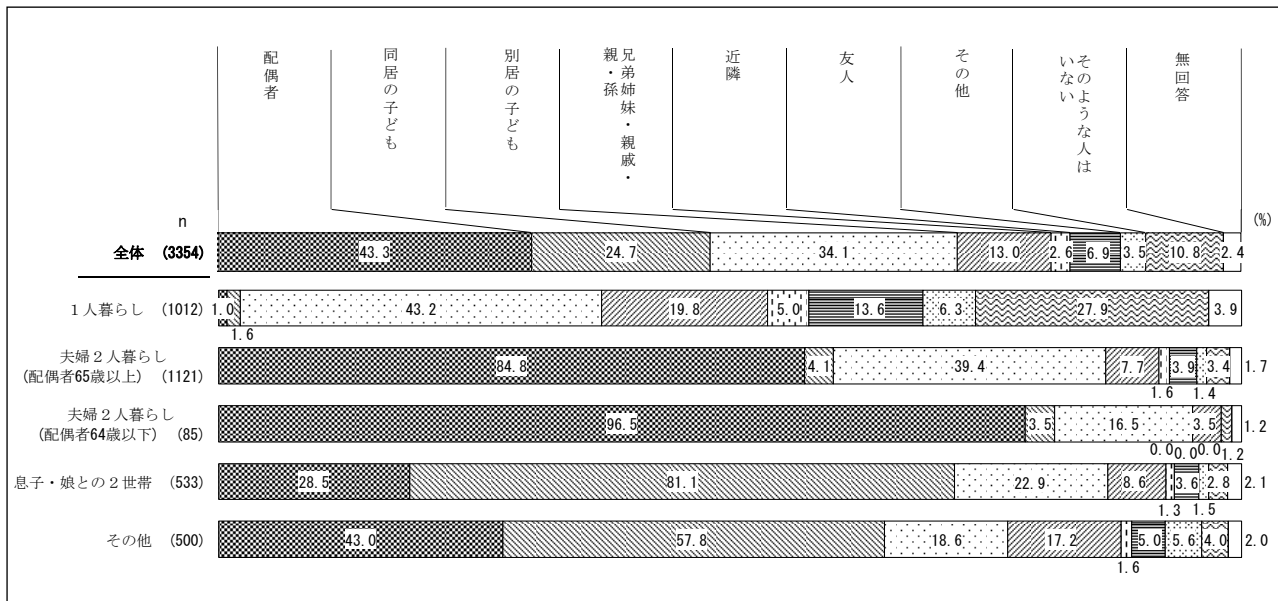 配偶者
同居の子ども
別居の子ども
兄弟姉妹・親戚・
親・孫
近隣
友人
その他
そのような人は
いない
無回答
n
(%)
全体 (3354)
43.3 24.7 34.1 13.0 2.6 6.9 3.5 10.8 2.4
1人暮らし (1012)
1.0 43.2 19.8 5.0 13.6 6.3 27.9 3.9
1.6
夫婦2人暮らし
(配偶者65歳以上) (1121)
84.8 4.1 39.4 7.7 3.9 3.4 1.7
1.6 1.4
夫婦2人暮らし
(配偶者64歳以下) (85)
96.5 3.5 16.5 3.5 1.2
0.0 0.0 0.0 1.2
息子・娘との2世帯 (533)
28.5 81.1 22.9 8.6 3.6 2.8 2.1
1.3 1.5
その他 (500)
43.0 57.8 18.6 17.2 5.0 5.6 4.0 2.0
1.6